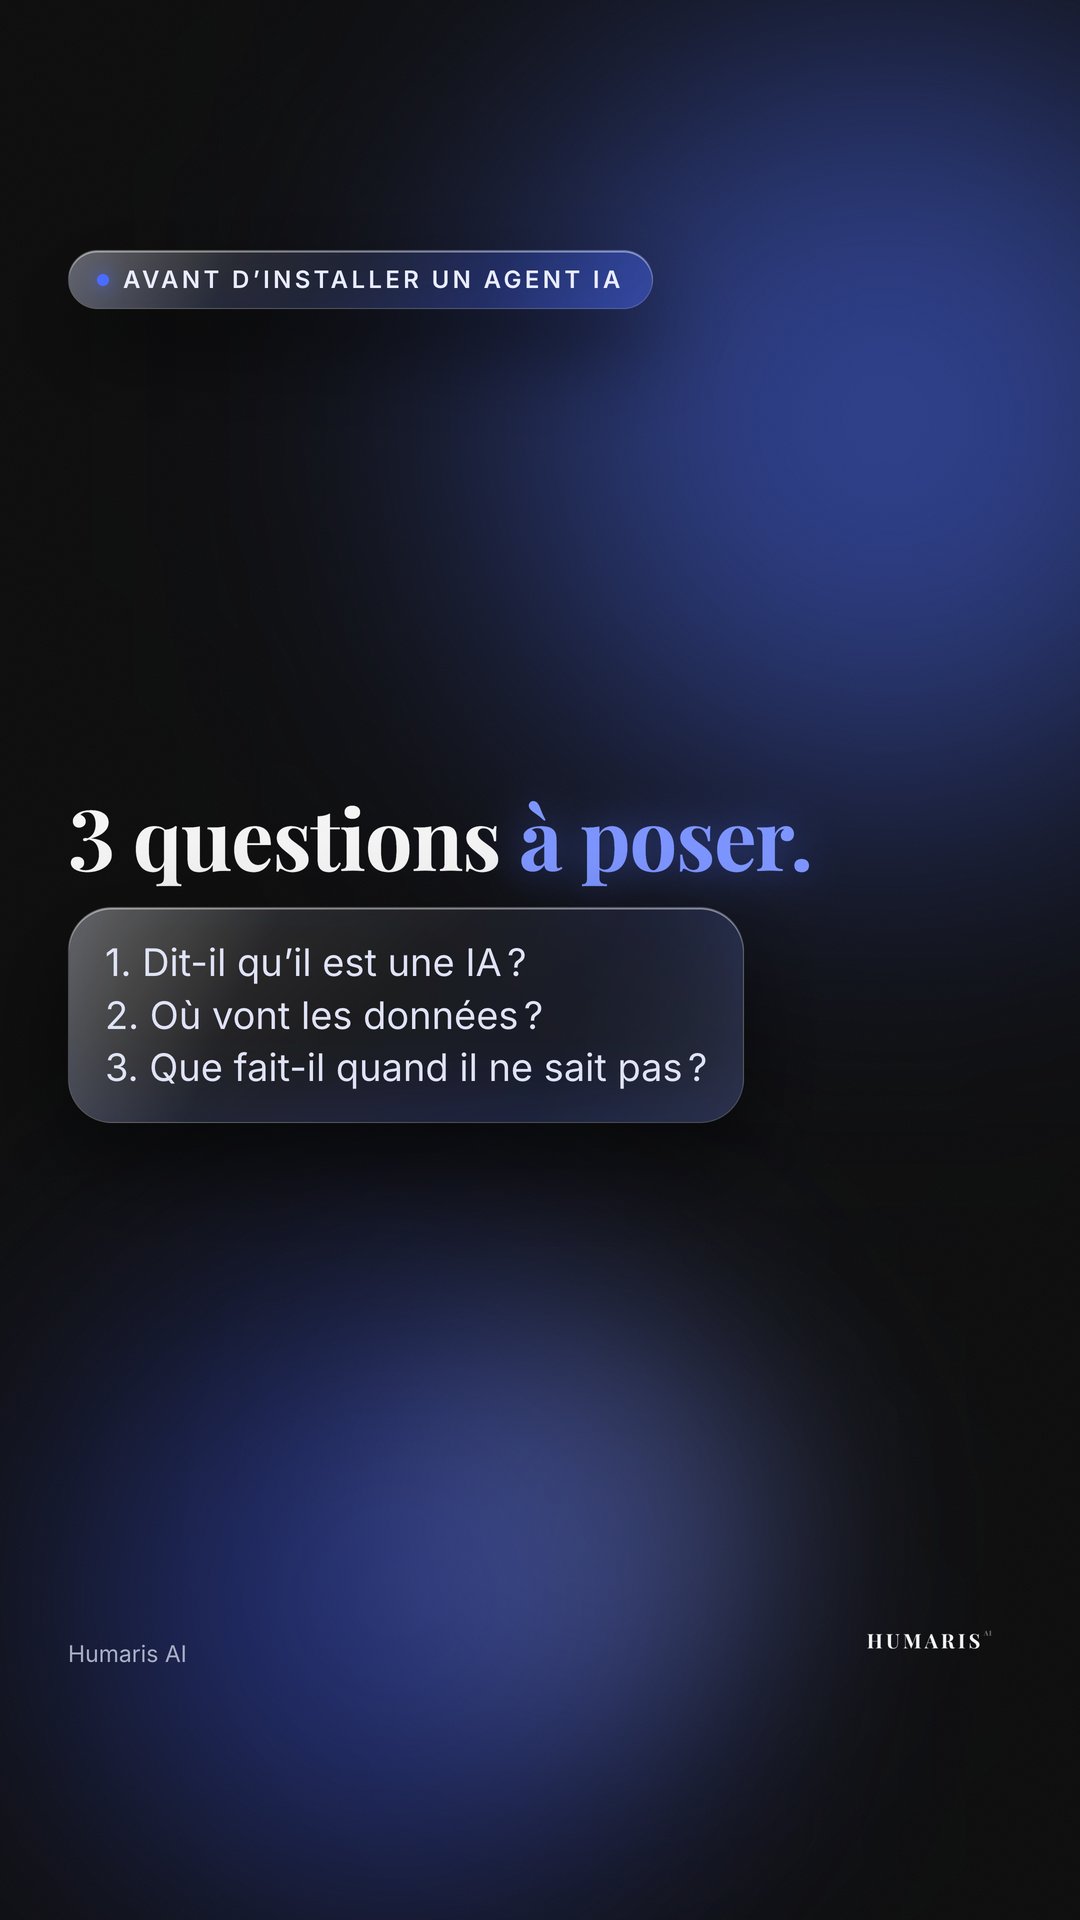 AVANT D’INSTALLER UN AGENT IA
3 questions à poser.
1. Dit-il qu’il est une IA ?
2. Où vont les données ?
3. Que fait-il quand il ne sait pas ?
Humaris AI
HUMARIS AI